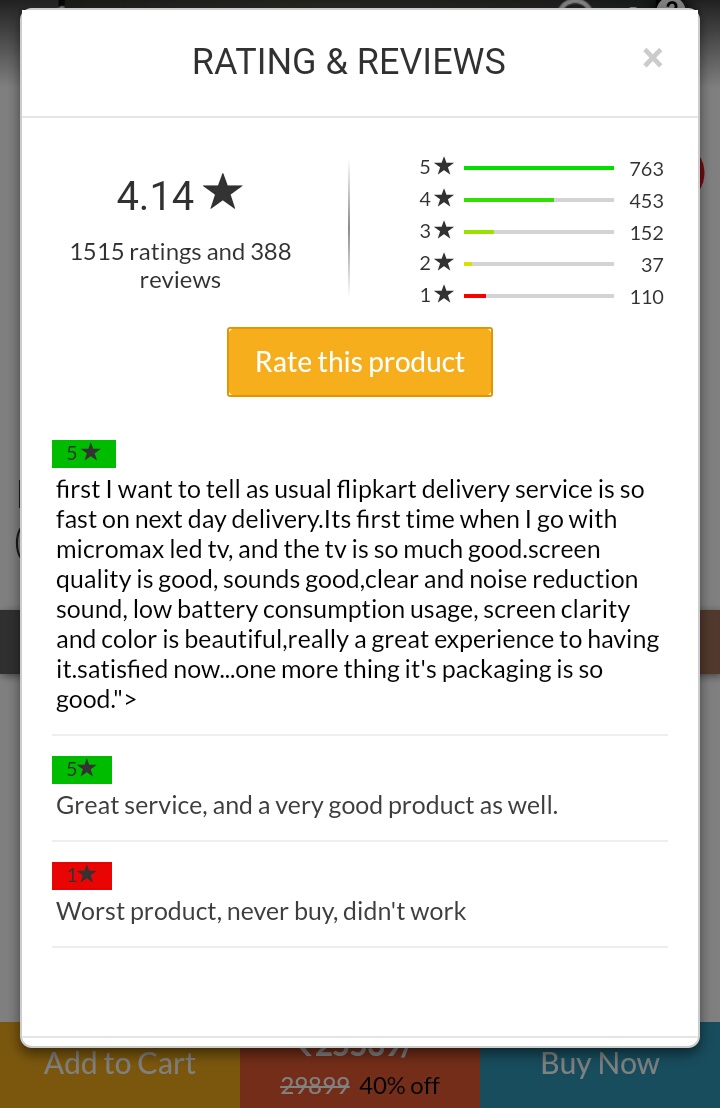 RATING & REVIEWS ×
4.14 ★
1515 ratings and 388
reviews
5 ★ 763
4 ★ 453
3 ★ 152
2 ★ 37
1 ★ 110
Rate this product
5 ★
first I want to tell as usual flipkart delivery service is so
fast on next day delivery.Its first time when I go with
micromax led tv, and the tv is so much good.screen
quality is good, sounds good,clear and noise reduction
sound, low battery consumption usage, screen clarity
and color is beautiful,really a great experience to having
it.satisfied now...one more thing it's packaging is so
good.">
5★
Great service, and a very good product as well.
1★
Worst product, never buy, didn't work
Add to Cart
29899 40% off
Buy Now